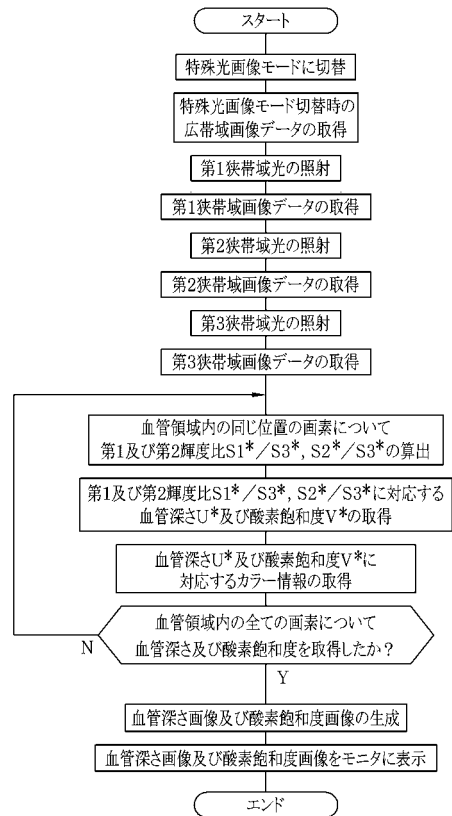 スタート
特殊光画像モードに切替
特殊光画像モード切替時の
広帯域画像データの取得
第1狭帯域光の照射
第1狭帯域画像データの取得
第2狭帯域光の照射
第2狭帯域画像データの取得
第3狭帯域光の照射
第3狭帯域画像データの取得
血管領域内の同じ位置の画素について
第1及び第2輝度比S1*/S3*, S2*/S3*の算出
第1及び第2輝度比S1*/S3*, S2*/S3*に対応する
血管深さU*及び酸素飽和度V*の取得
血管深さU*及び酸素飽和度V*に
対応するカラー情報の取得
血管領域内の全ての画素について
血管深さ及び酸素飽和度を取得したか?
N
Y
血管深さ画像及び酸素飽和度画像の生成
血管深さ画像及び酸素飽和度画像をモニタに表示
エンド